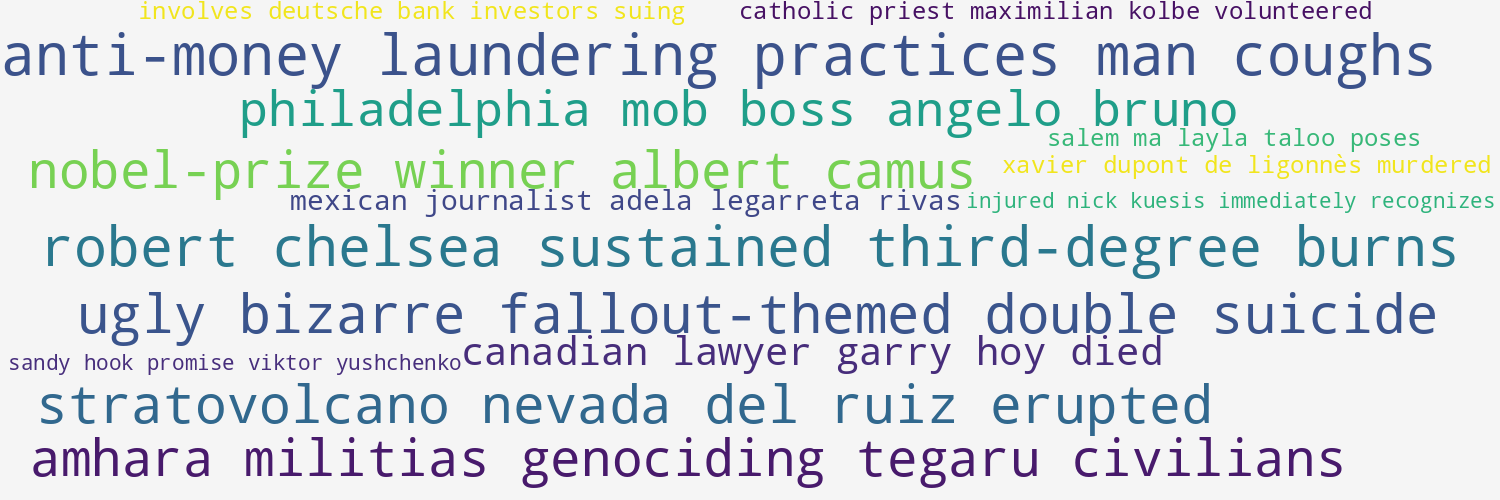 involves deutsche bank investors suing
catholic priest maximilian kolbe volunteered
anti-money laundering practices man coughs
philadelphia mob boss angelo bruno
salem ma layla taloo poses
nobel-prize winner albert camus
xavier dupont de ligonnès murdered
mexican journalist adela legarreta rivas
injured nick kuesis immediately recognizes
robert chelsea sustained third-degree burns
ugly bizarre fallout-themed double suicide
canadian lawyer garry hoy died
sandy hook promise viktor yushchenko
stratovolcano nevada del ruiz erupted
amhara militias genociding tegaru civilians